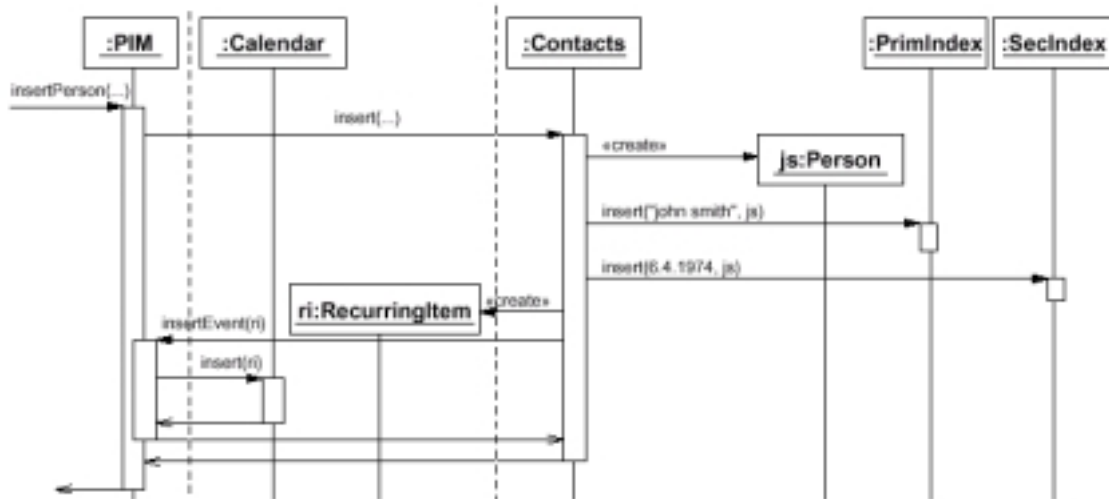 :PIM
:Calendar
:Contacts
:PrimIndex
:SecIndex
insertPerson(...)
insert(...)
«create»
js:Person
insert("john smith", js)
insert(6.4.1974, js)
ri:RecurringItem
«create»
insertEvent(ri)
insert(ri)